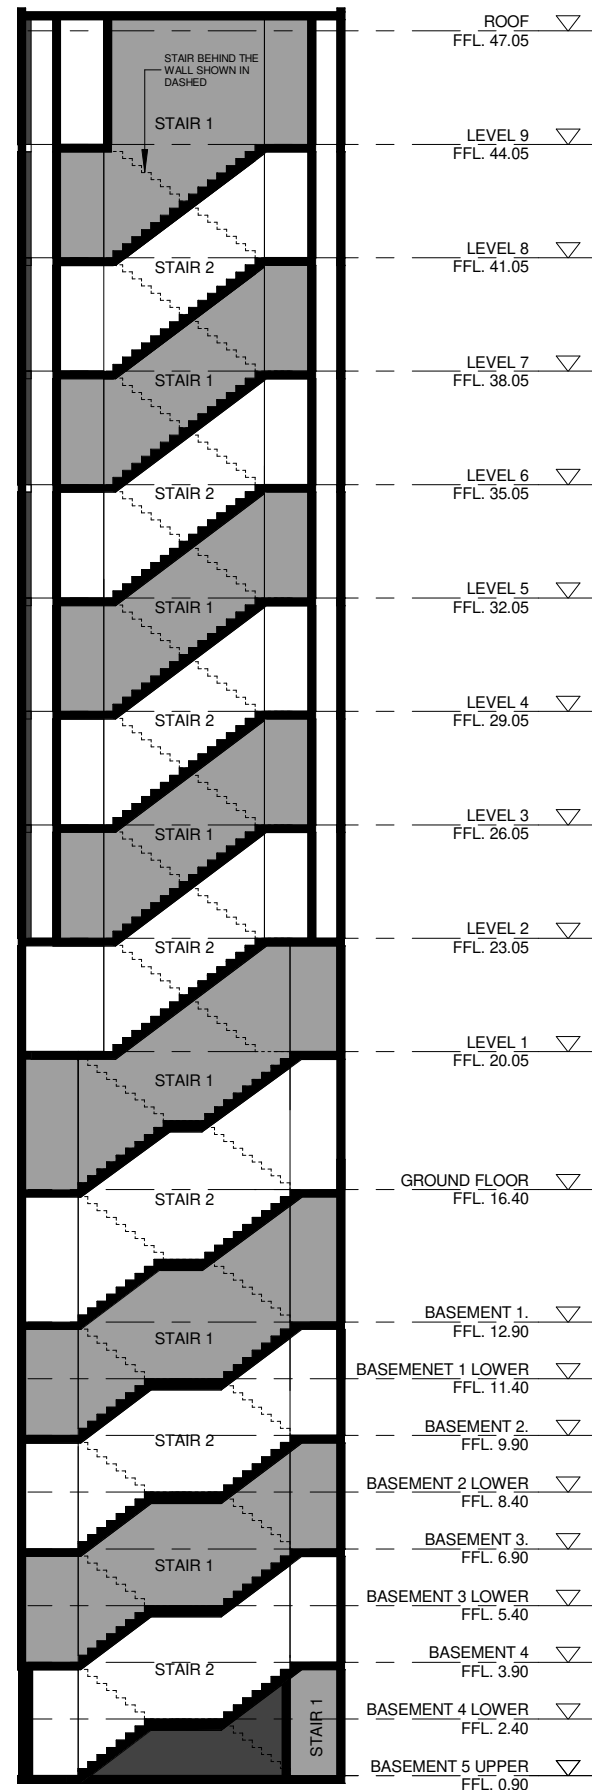 ROOF
FFL. 47.05
STAIR BEHIND THE
WALL SHOWN IN
DASHED
STAIR 1
LEVEL 9
FFL. 44.05
LEVEL 8
FFL. 41.05
STAIR 2
LEVEL 7
FFL. 38.05
STAIR 1
LEVEL 6
FFL. 35.05
STAIR 2
LEVEL 5
FFL. 32.05
STAIR 1
LEVEL 4
FFL. 29.05
STAIR 2
LEVEL 3
FFL. 26.05
STAIR 1
LEVEL 2
FFL. 23.05
STAIR 2
LEVEL 1
FFL. 20.05
STAIR 1
GROUND FLOOR
FFL. 16.40
STAIR 2
BASEMENT 1.
FFL. 12.90
STAIR 1
BASEMENET 1 LOWER
FFL. 11.40
BASEMENT 2.
FFL. 9.90
STAIR 2
BASEMENT 2 LOWER
FFL. 8.40
BASEMENT 3.
FFL. 6.90
STAIR 1
BASEMENT 3 LOWER
FFL. 5.40
BASEMENT 4
FFL. 3.90
STAIR 2
BASEMENT 4 LOWER
FFL. 2.40
STAIR 1
BASEMENT 5 UPPER
FFL. 0.90